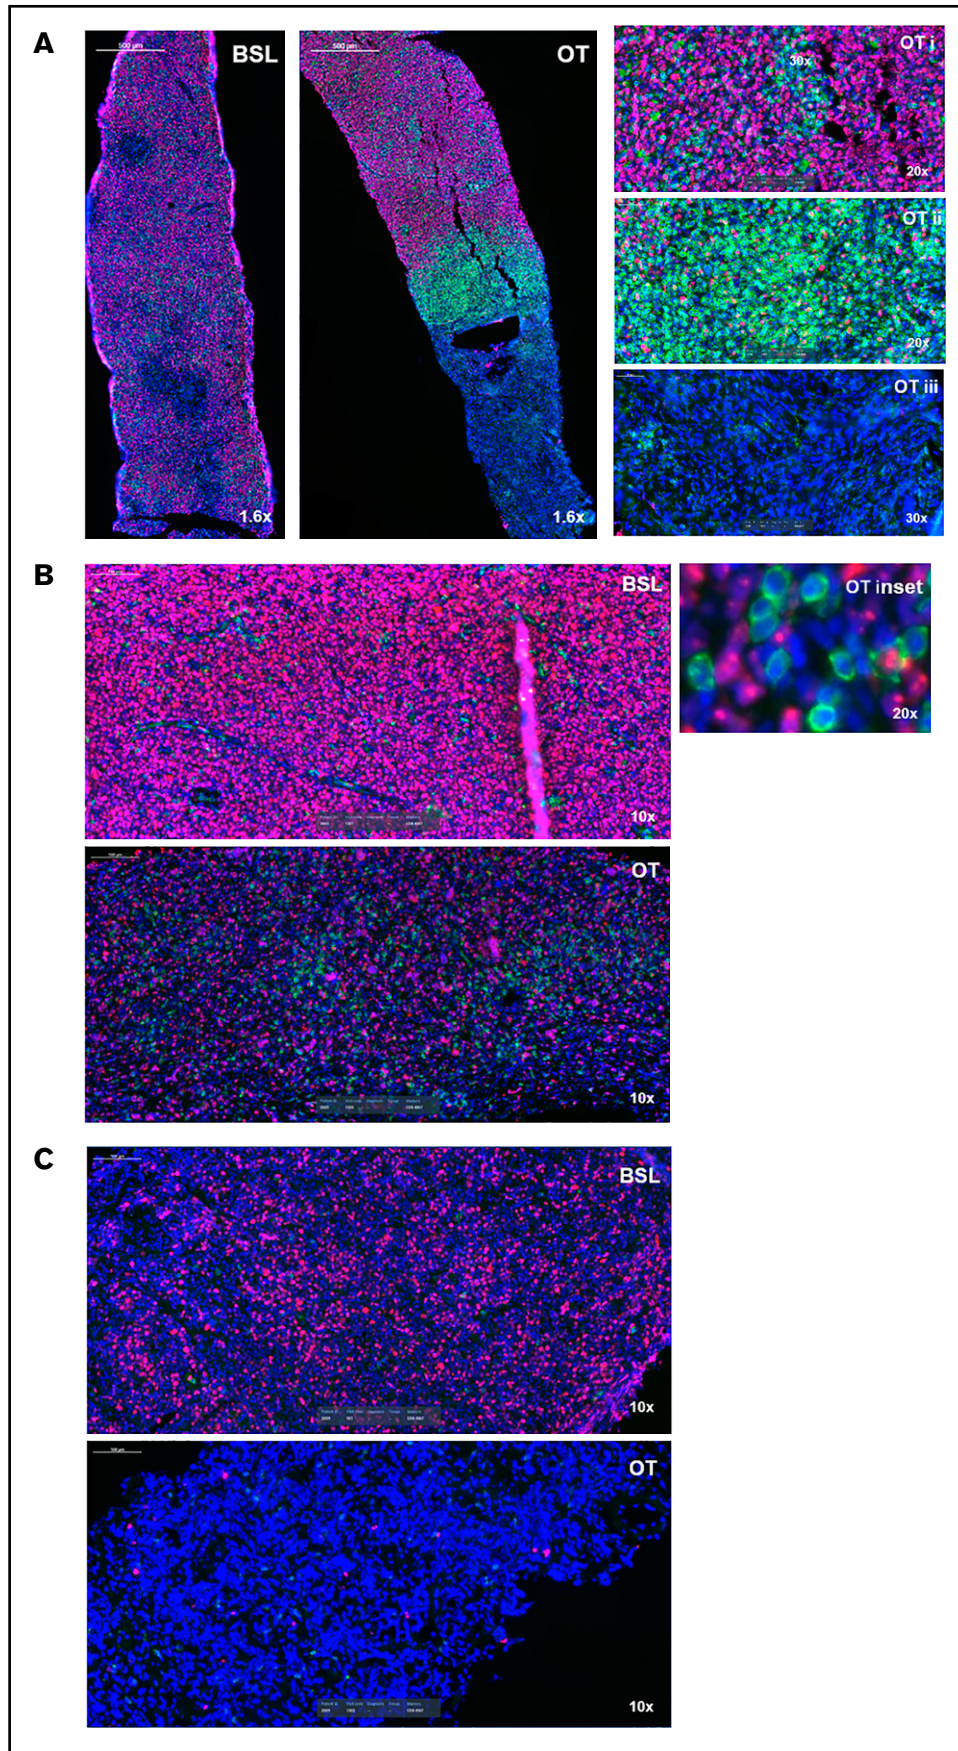 A
500 μm
BSL
1.6x
500 μm
OT
1.6x
OT i
30x
20x
OT ii
20x
OT iii
30x
B
BSL
10x
OT inset
20x
OT
10x
C
BSL
10x
OT
10x